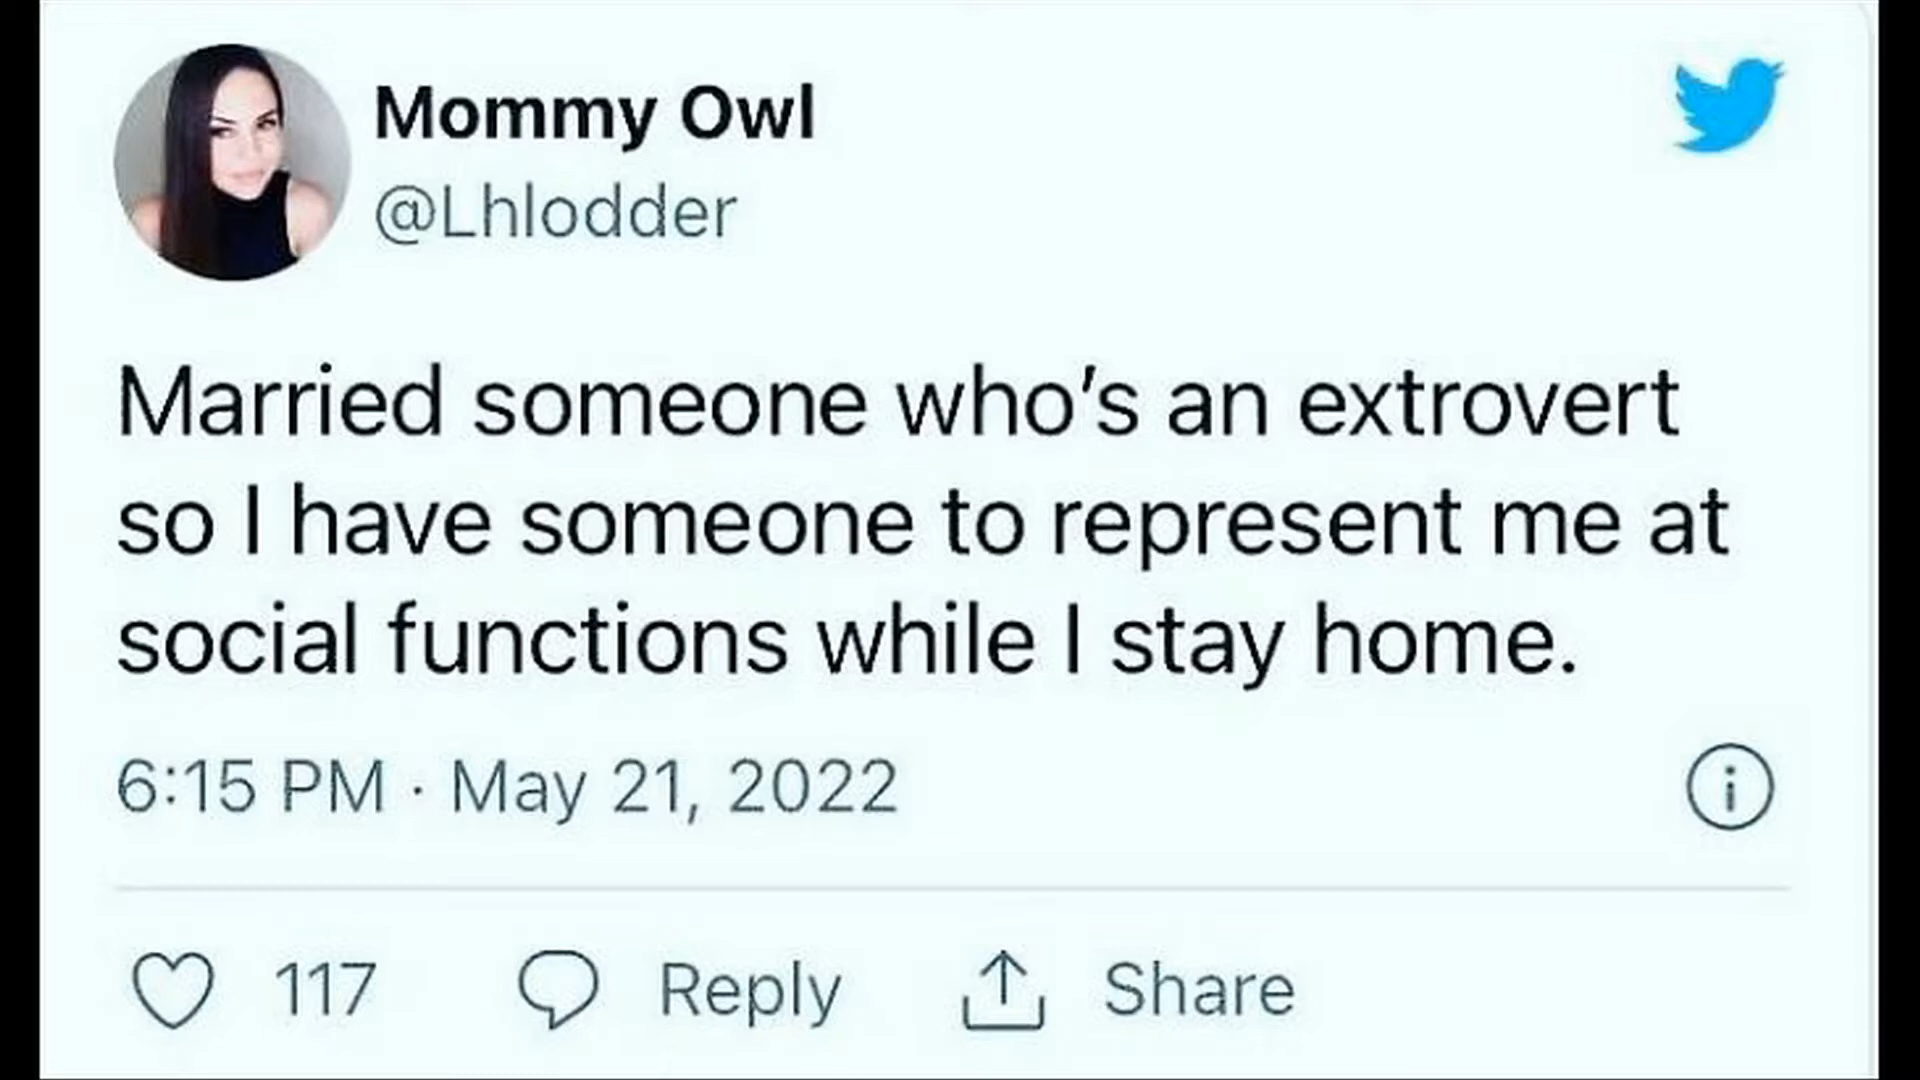 Mommy Owl
@Lhlodder
Married someone who’s an extrovert
so I have someone to represent me at
social functions while I stay home.
6:15 PM · May 21, 2022
117 Reply Share